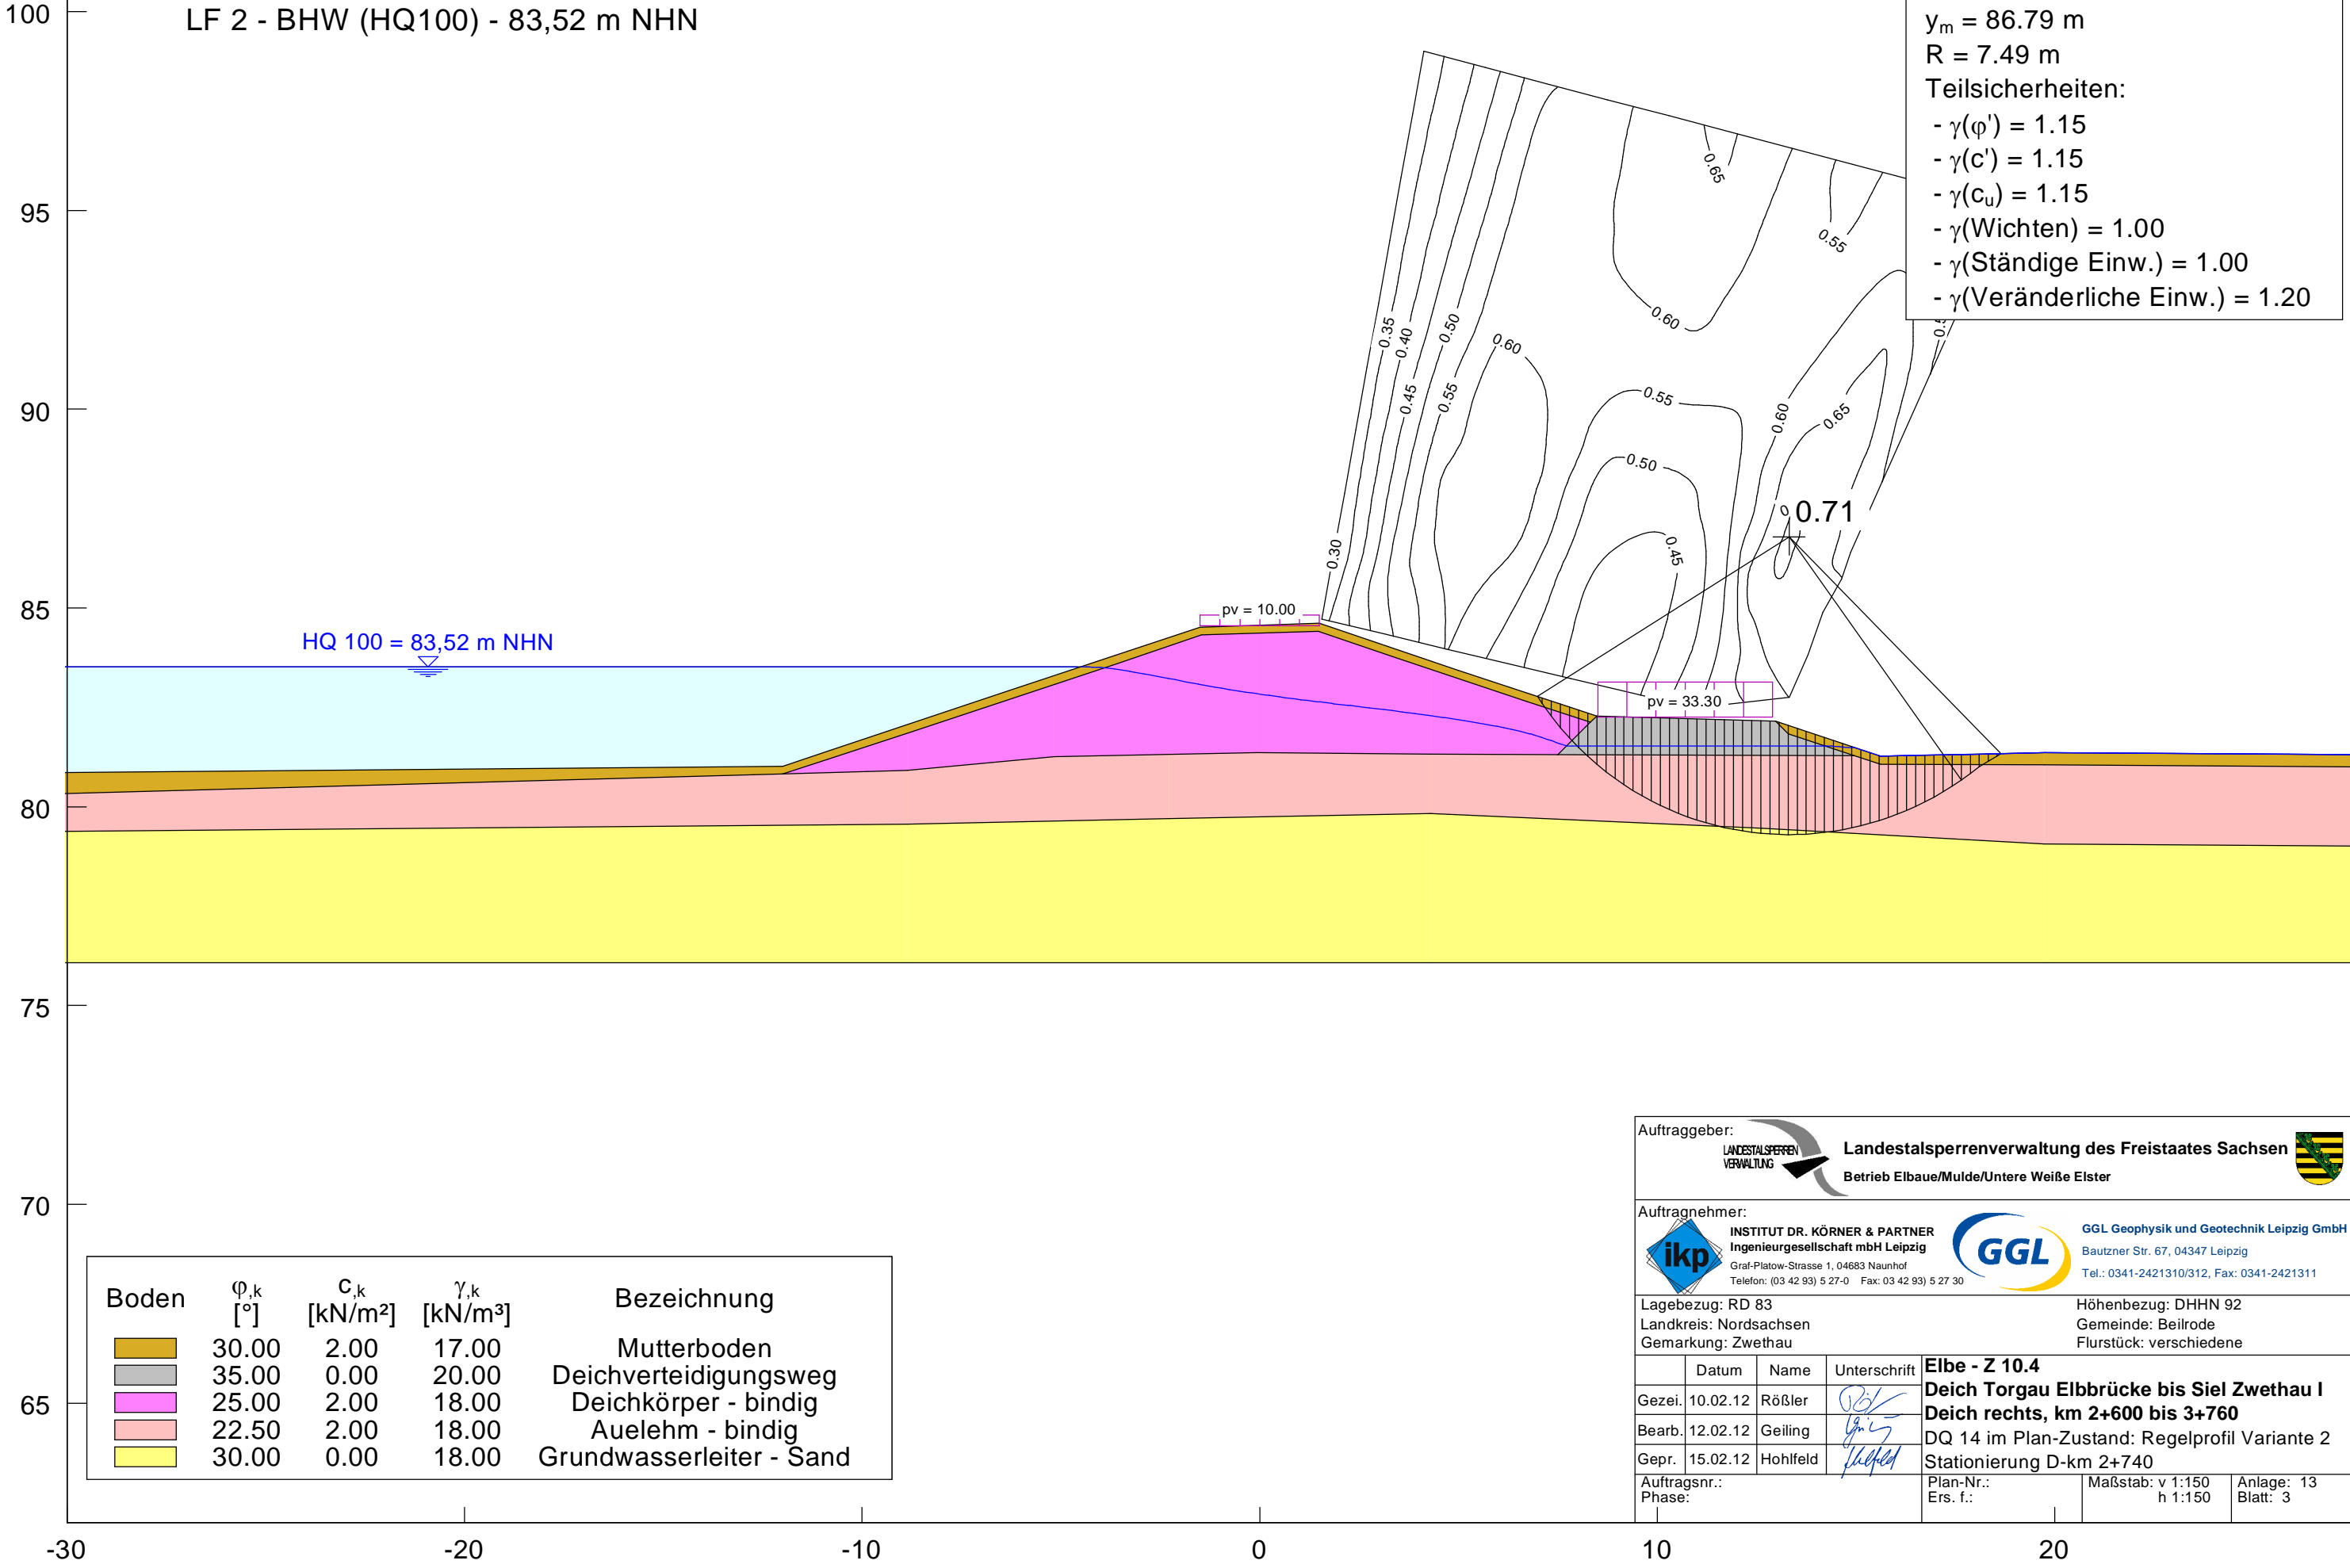 LF 2 - BHW (HQ100) - 83,52 m NHN
y_m = 86.79 m
R = 7.49 m
Teilsicherheiten:
- γ(φ') = 1.15
- γ(c') = 1.15
- γ(c_u) = 1.15
- γ(Wichten) = 1.00
- γ(Ständige Einw.) = 1.00
- γ(Veränderliche Einw.) = 1.20
100
95
90
85
80
75
70
65
0.65
0.55
0.60
0.35
0.40
0.50
0.60
0.45
0.55
0.55
0.60
0.65
0.50
0.45
0.30
0.71
pv = 10.00
HQ 100 = 83,52 m NHN
pv = 33.30
Boden φ,k [°] c,k [kN/m²] γ,k [kN/m³] Bezeichnung
30.00 2.00 17.00 Mutterboden
35.00 0.00 20.00 Deichverteidigungsweg
25.00 2.00 18.00 Deichkörper - bindig
22.50 2.00 18.00 Auelehm - bindig
30.00 0.00 18.00 Grundwasserleiter - Sand
Auftraggeber:
LANDESTALSPERREN
VERWALTUNG
Landestalsperrenverwaltung des Freistaates Sachsen
Betrieb Elbaue/Mulde/Untere Weiße Elster
Auftragnehmer:
ikp
INSTITUT DR. KÖRNER & PARTNER
Ingenieurgesellschaft mbH Leipzig
Graf-Platow-Strasse 1, 04683 Naunhof
Telefon: (03 42 93) 5 27-0 Fax: 03 42 93) 5 27 30
GGL
GGL Geophysik und Geotechnik Leipzig GmbH
Bautzner Str. 67, 04347 Leipzig
Tel.: 0341-2421310/312, Fax: 0341-2421311
Lagebezug: RD 83 Höhenbezug: DHHN 92
Landkreis: Nordsachsen Gemeinde: Beilrode
Gemarkung: Zwethau Flurstück: verschiedene
Datum Name Unterschrift
Gezei. 10.02.12 Rößler
Bearb. 12.02.12 Geiling
Gepr. 15.02.12 Hohlfeld
Elbe - Z 10.4
Deich Torgau Elbbrücke bis Siel Zwethau I
Deich rechts, km 2+600 bis 3+760
DQ 14 im Plan-Zustand: Regelprofil Variante 2
Stationierung D-km 2+740
Auftragsnr.:
Phase:
Plan-Nr.:
Ers. f.:
Maßstab: v 1:150
h 1:150
Anlage: 13
Blatt: 3
-30 -20 -10 0 10 20